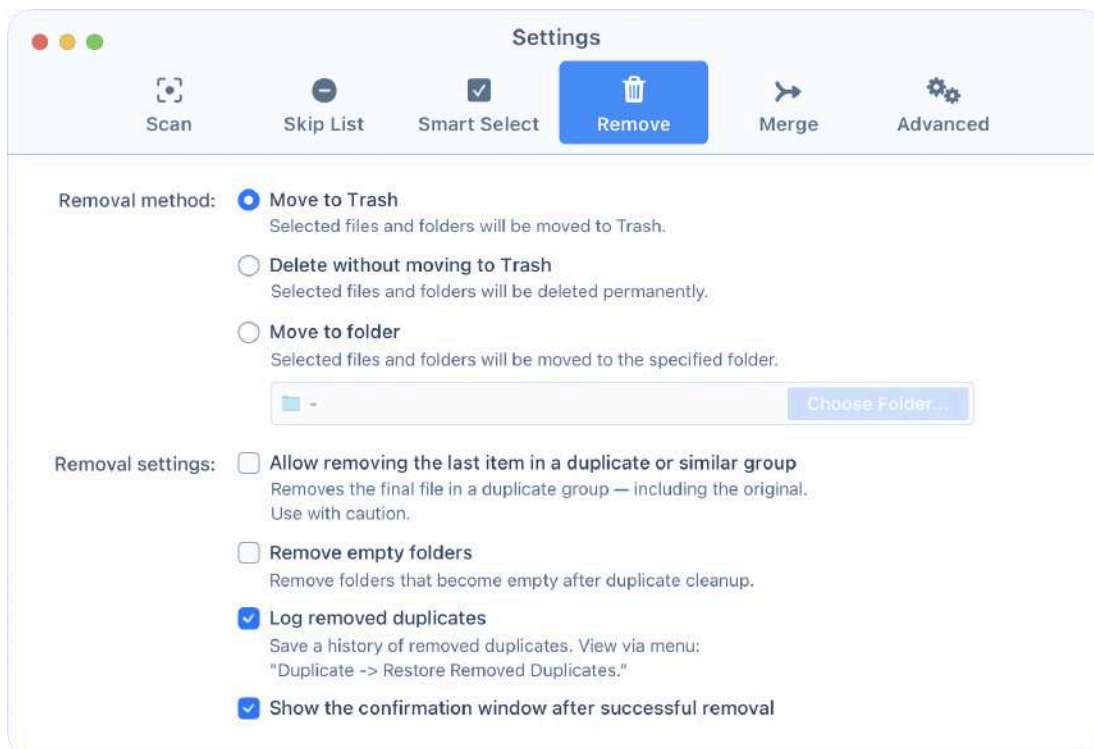 Settings
Scan
Skip List
Smart Select
Remove
Merge
Advanced
Removal method:
Move to Trash
Selected files and folders will be moved to Trash.
Delete without moving to Trash
Selected files and folders will be deleted permanently.
Move to folder
Selected files and folders will be moved to the specified folder.
-
Choose Folder...
Removal settings:
Allow removing the last item in a duplicate or similar group
Removes the final file in a duplicate group — including the original.
Use with caution.
Remove empty folders
Remove folders that become empty after duplicate cleanup.
Log removed duplicates
Save a history of removed duplicates. View via menu:
"Duplicate -> Restore Removed Duplicates."
Show the confirmation window after successful removal